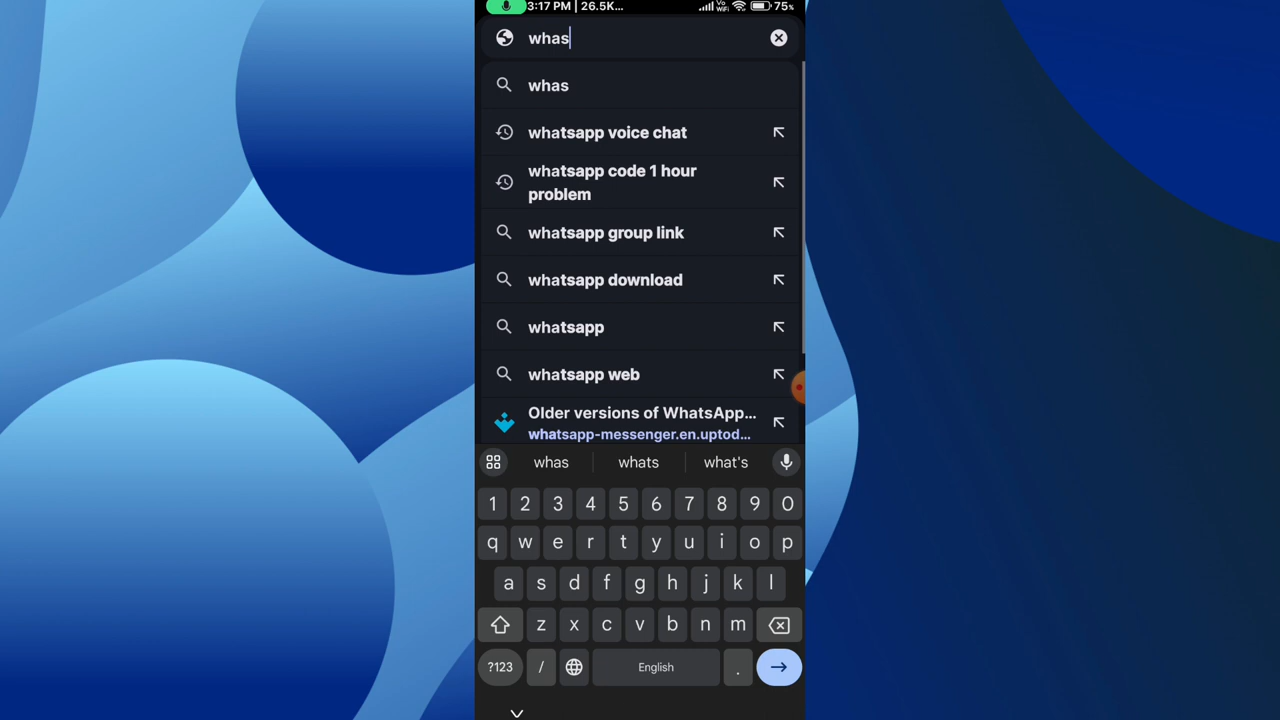 3:17 PM | 26.5K... Vo WiFi 75%
whas
whas
whatsapp voice chat
whatsapp code 1 hour
problem
whatsapp group link
whatsapp download
whatsapp
whatsapp web
Older versions of WhatsApp...
whatsapp-messenger.en.uptod...
whas whats what's
1 2 3 4 5 6 7 8 9 0
q w e r t y u i o p
a s d f g h j k l
z x c v b n m
?123 / English .